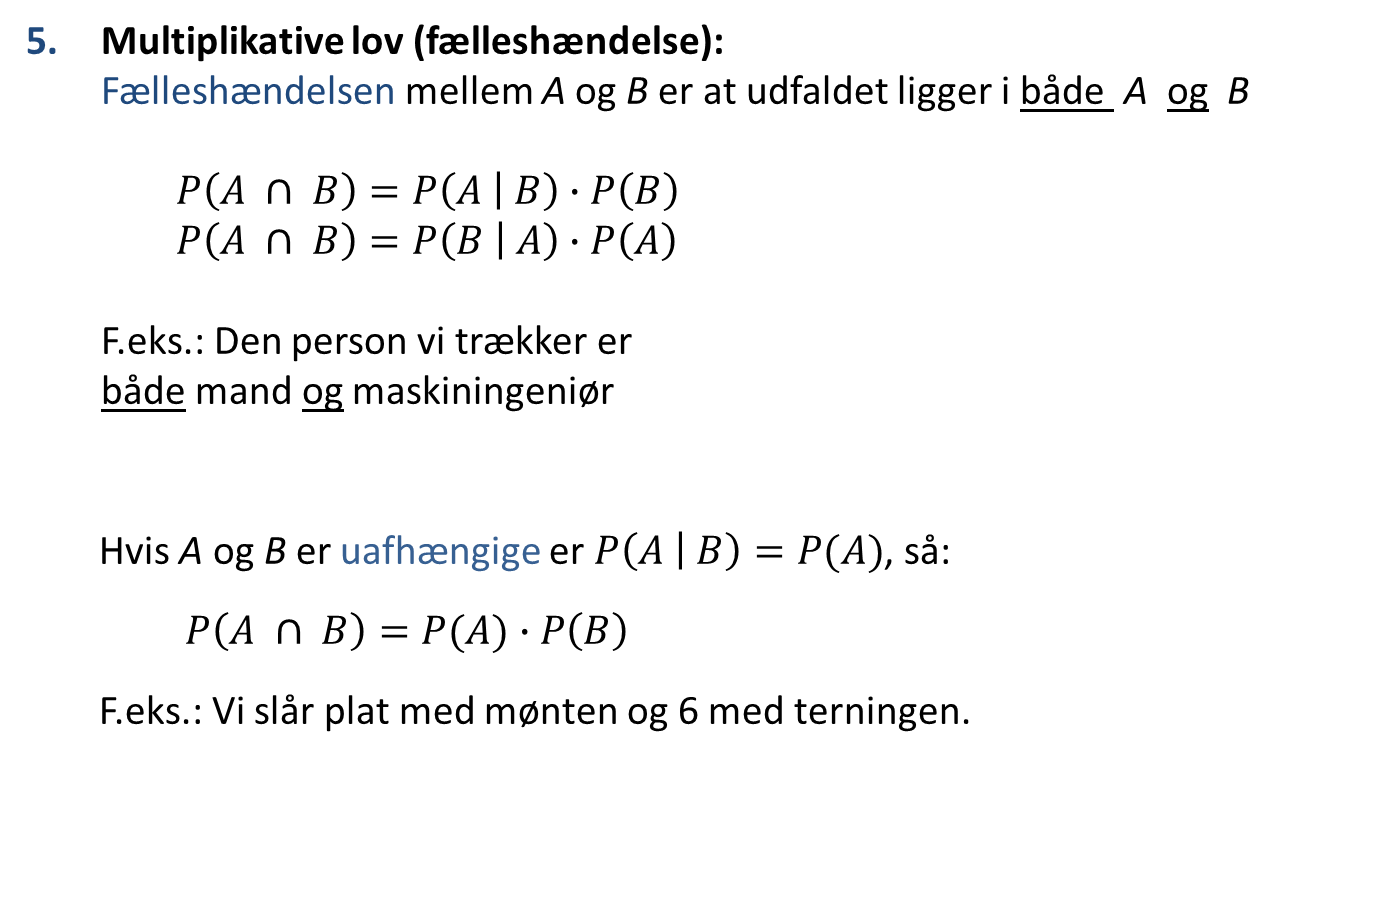 5. Multiplikative lov (fælleshændelse):
Fælleshændelsen mellem A og B er at udfaldet ligger i både A og B
P(A ∩ B) = P(A | B) · P(B)
P(A ∩ B) = P(B | A) · P(A)
F.eks.: Den person vi trækker er
både mand og maskiningeniør
Hvis A og B er uafhængige er P(A | B) = P(A), så:
P(A ∩ B) = P(A) · P(B)
F.eks.: Vi slår plat med mønten og 6 med terningen.